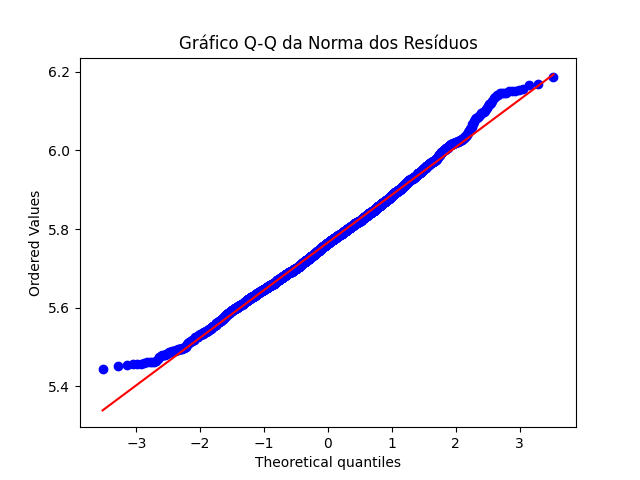 Gráfico Q-Q da Norma dos Resíduos
Ordered Values
6.2
6.0
5.8
5.6
5.4
−3 −2 −1 0 1 2 3
Theoretical quantiles